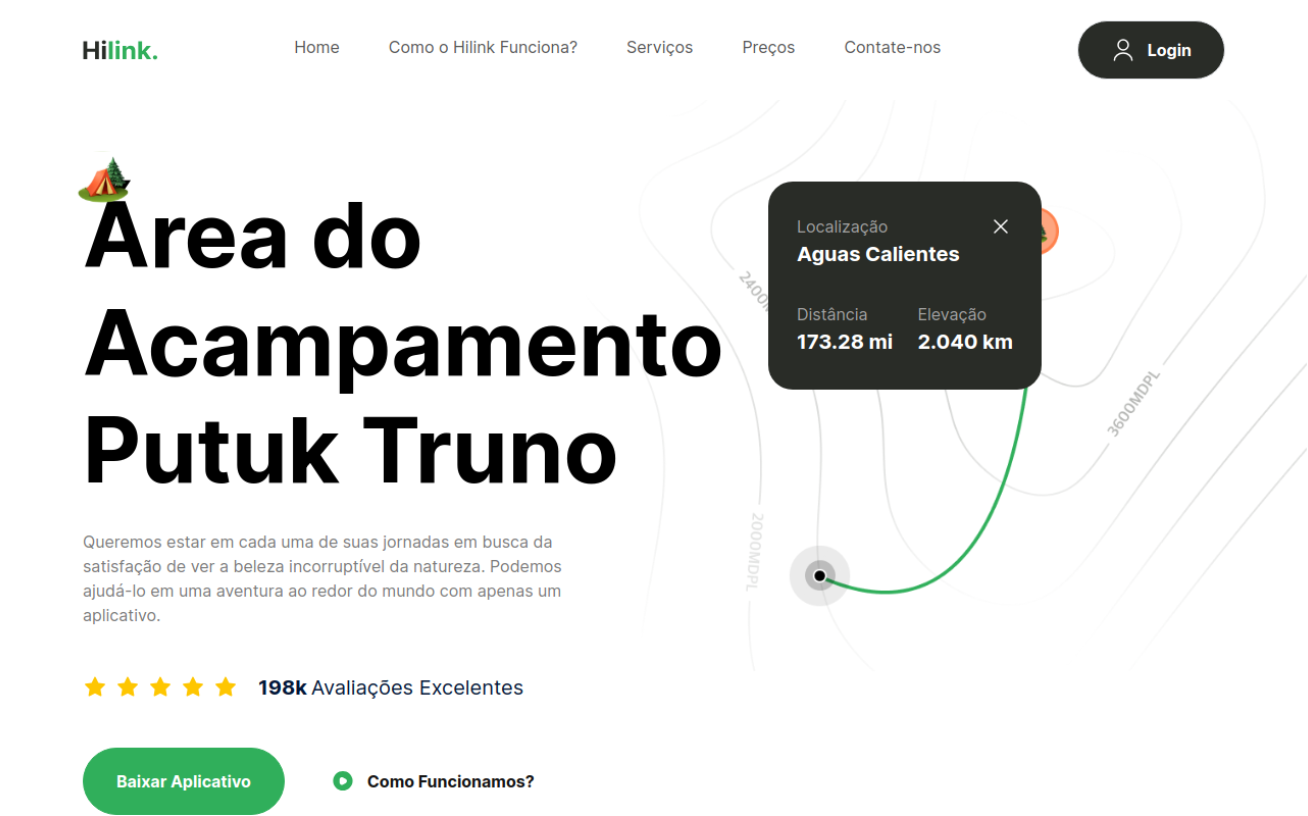 Hilink.
Home
Como o Hilink Funciona?
Serviços
Preços
Contate-nos
Login
Área do
Acampamento
Putuk Truno
Queremos estar em cada uma de suas jornadas em busca da
satisfação de ver a beleza incorruptível da natureza. Podemos
ajudá-lo em uma aventura ao redor do mundo com apenas um
aplicativo.
198k Avaliações Excelentes
Baixar Aplicativo
Como Funcionamos?
Localização
Aguas Calientes
Distância Elevação
173.28 mi 2.040 km
3600MDPL
2000MDPL